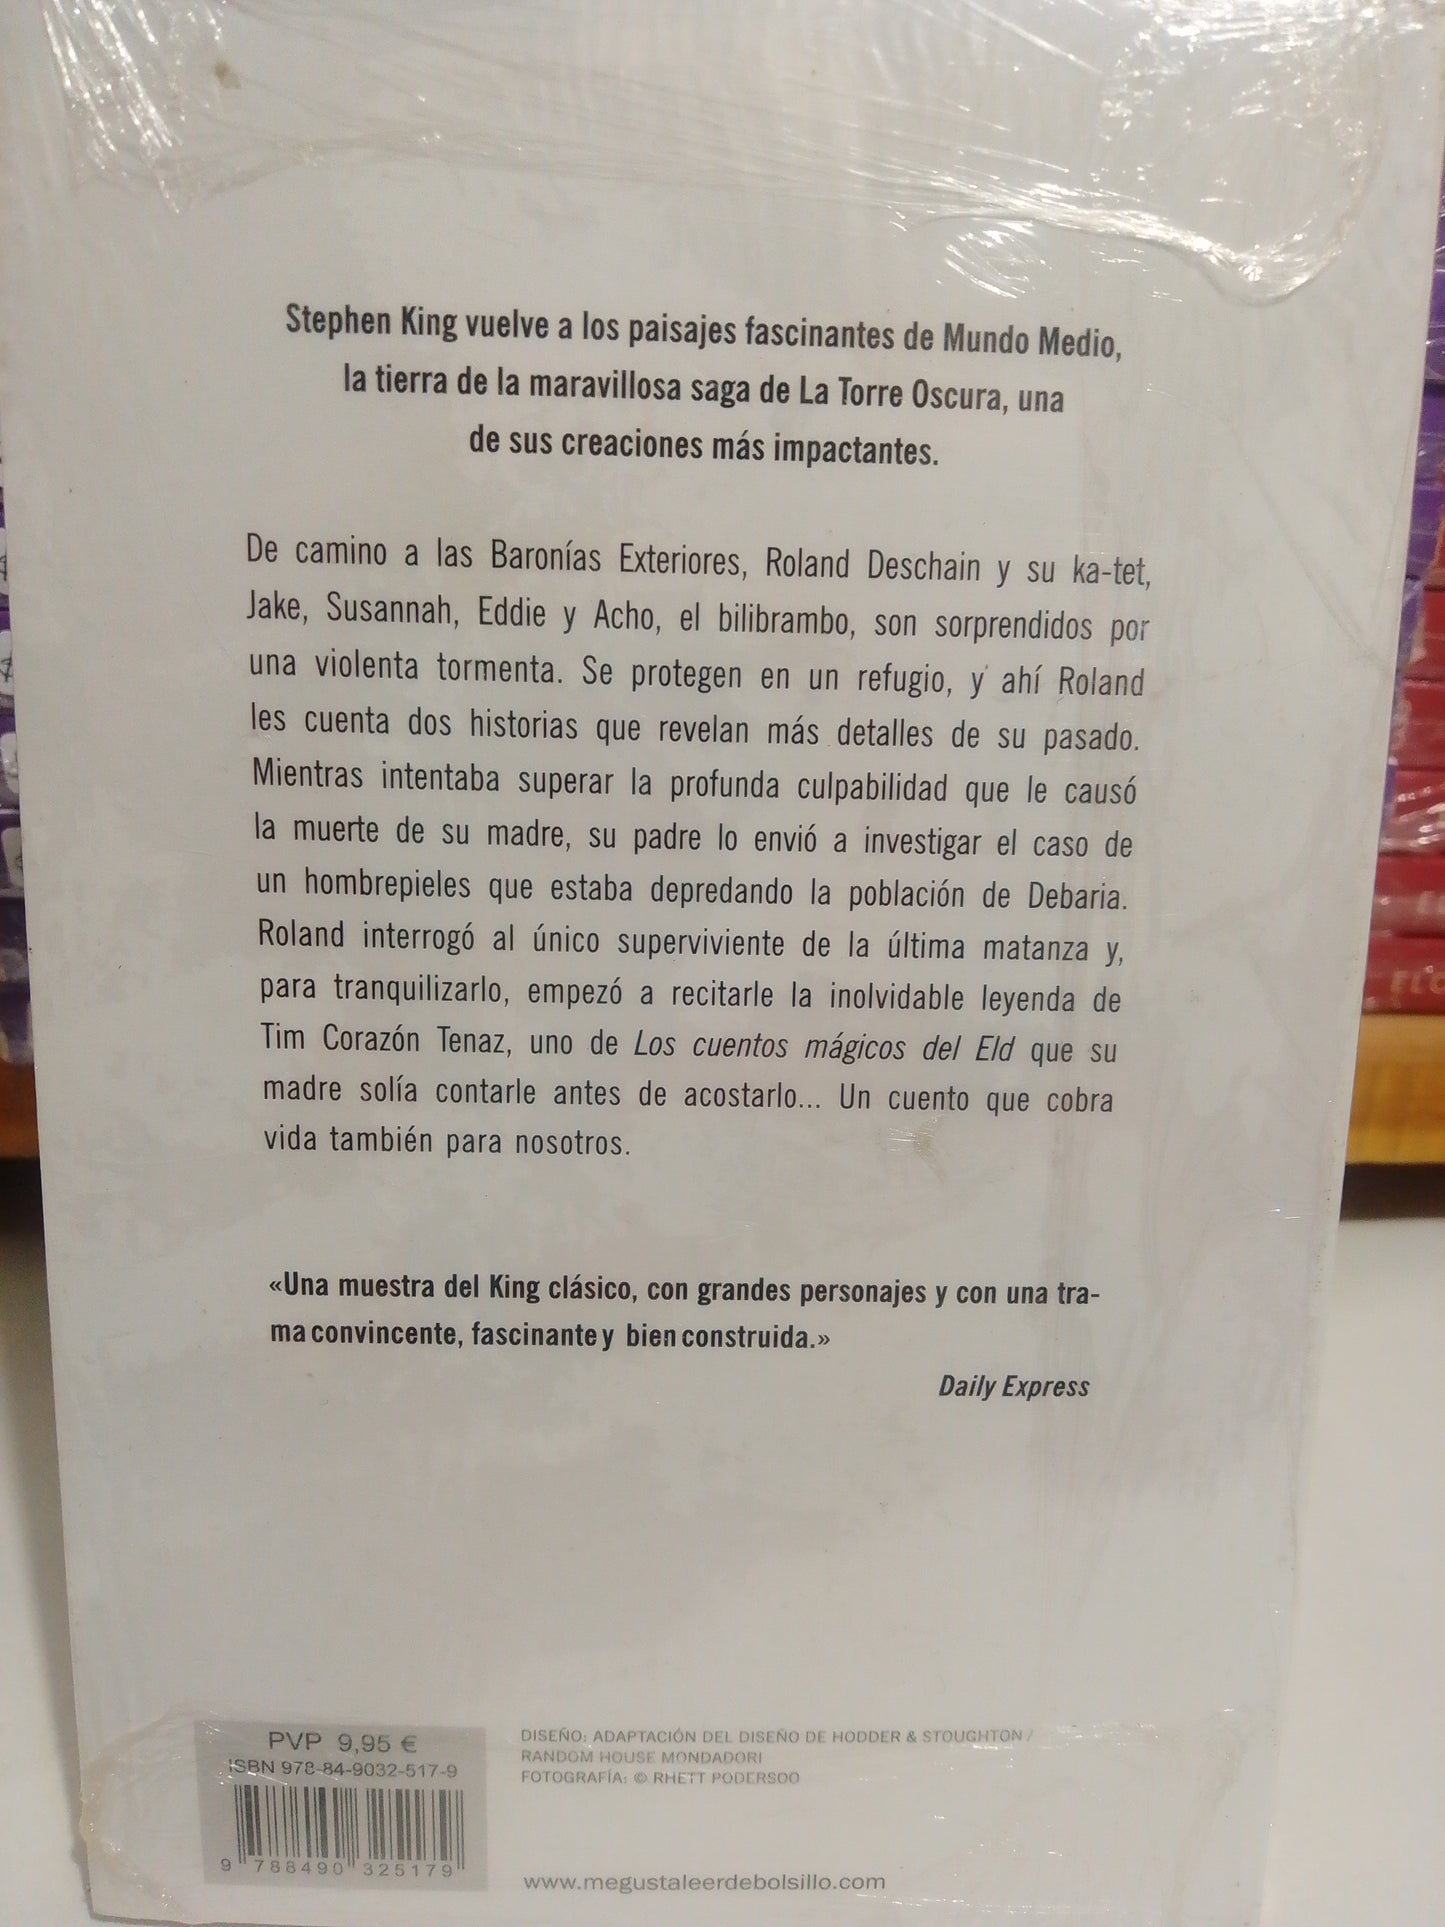 Stephen King vuelve a los paisajes fascinantes de Mundo Medio,
la tierra de la maravillosa saga de La Torre Oscura, una
de sus creaciones más impactantes.
De camino a las Baronías Exteriores, Roland Deschain y su ka-tet,
Jake, Susannah, Eddie y Acho, el bilibrambo, son sorprendidos por
una violenta tormenta. Se protegen en un refugio, y ahí Roland
les cuenta dos historias que revelan más detalles de su pasado.
Mientras intentaba superar la profunda culpabilidad que le causó
la muerte de su madre, su padre lo envió a investigar el caso de
un hombrepieles que estaba depredando la población de Debaria.
Roland interrogó al único superviviente de la última matanza y,
para tranquilizarlo, empezó a recitarle la inolvidable leyenda de
Tim Corazón Tenaz, uno de Los cuentos mágicos del Eld que su
madre solía contarle antes de acostarlo... Un cuento que cobra
vida también para nosotros.
«Una muestra del King clásico, con grandes personajes y con una tra-
ma convincente, fascinante y bien construida.»
Daily Express
PVP 9,95 €
ISBN 978-84-9032-517-9
9 788490 325179
DISEÑO: ADAPTACIÓN DEL DISEÑO DE HODDER & STOUGHTON /
RANDOM HOUSE MONDADORI
FOTOGRAFÍA: © RHETT PODERSOO
www.megustaleerdebolsillo.com